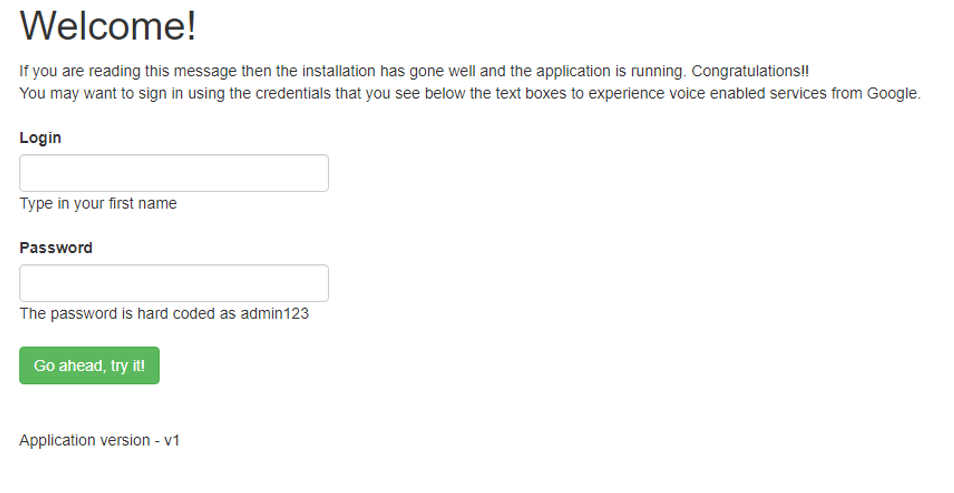 Welcome!
If you are reading this message then the installation has gone well and the application is running. Congratulations!!
You may want to sign in using the credentials that you see below the text boxes to experience voice enabled services from Google.
Login
Type in your first name
Password
The password is hard coded as admin123
Go ahead, try it!
Application version - v1